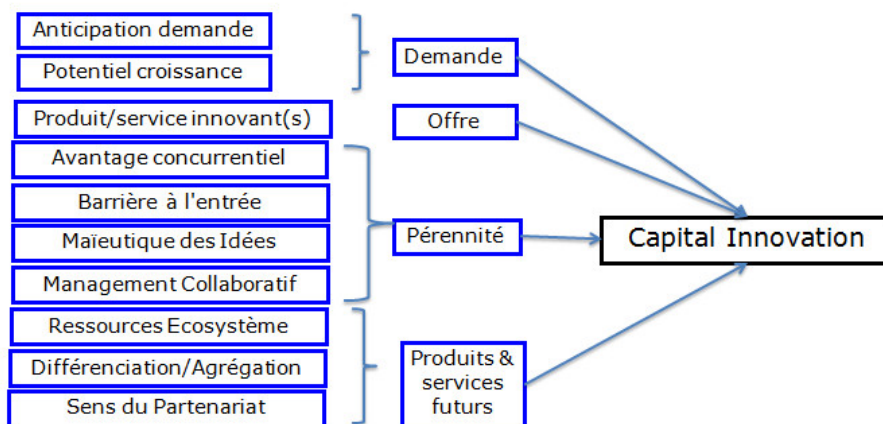 Anticipation demande
Potentiel croissance
Demande
Produit/service innovant(s)
Offre
Avantage concurrentiel
Barrière à l'entrée
Maïeutique des Idées
Management Collaboratif
Pérennité
Capital Innovation
Ressources Ecosystème
Différenciation/Agrégation
Sens du Partenariat
Produits &
services
futurs